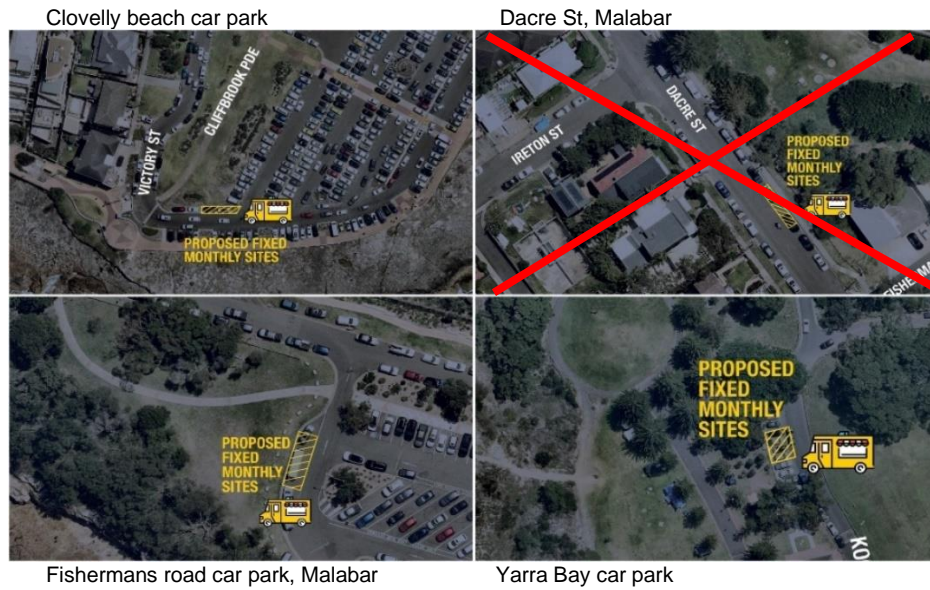 Clovelly beach car park
Dacre St, Malabar
VICTORY ST
CLIFFBROOK PDE
PROPOSED FIXED
MONTHLY SITES
IRETON ST
DACRE ST
PROPOSED
FIXED
MONTHLY
SITES
PROPOSED
FIXED
MONTHLY
SITES
PROPOSED
FIXED
MONTHLY
SITES
KO
Fishermans road car park, Malabar
Yarra Bay car park